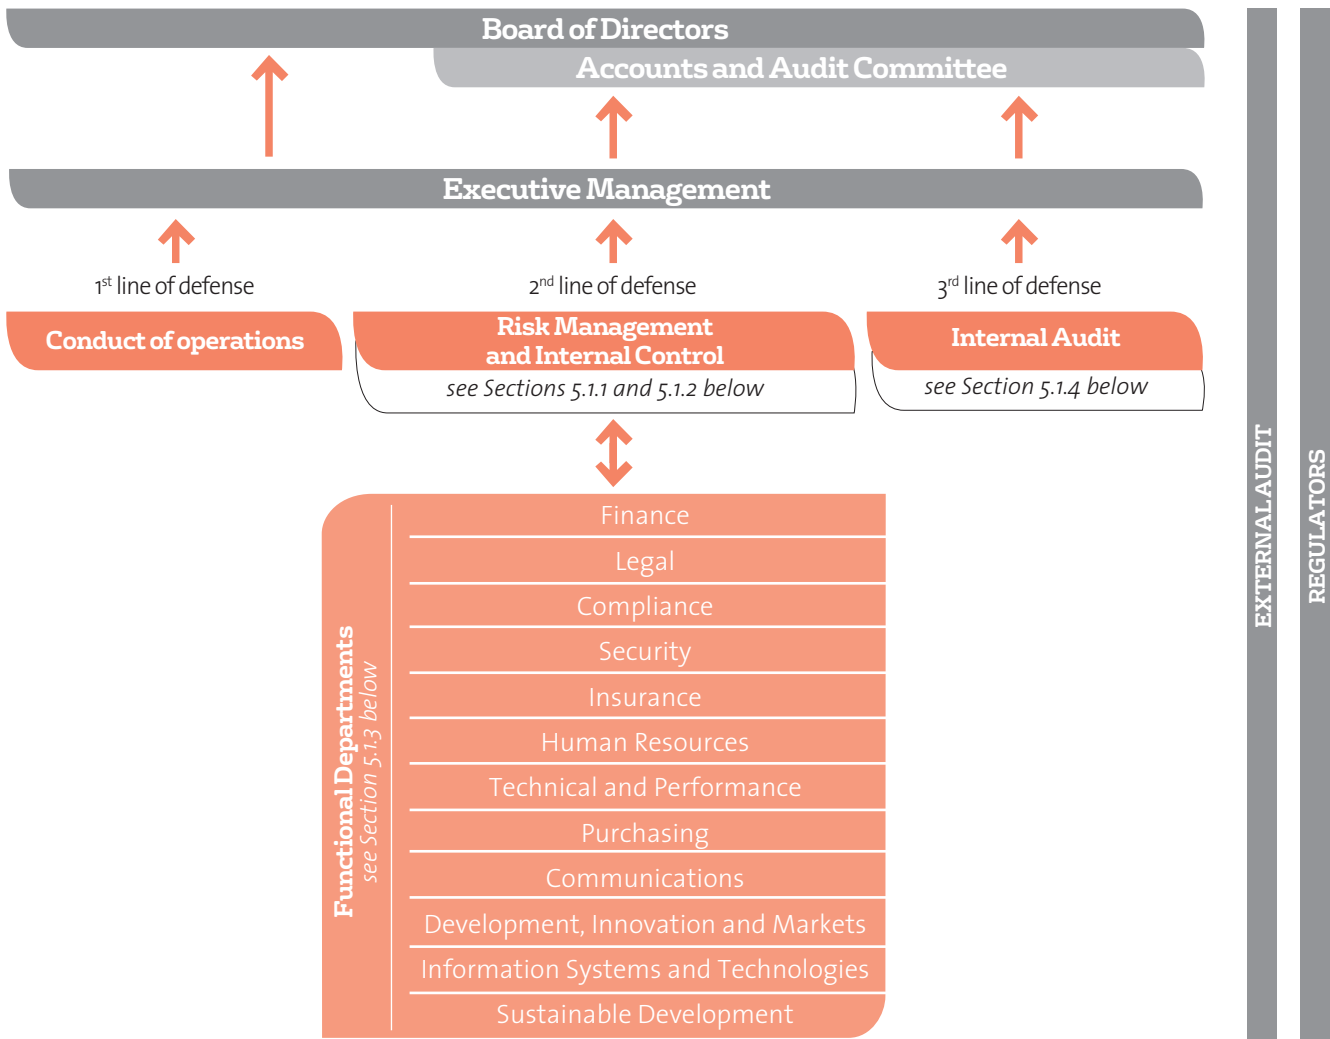 Board of Directors
Accounts and Audit Committee
Executive Management
1st line of defense
2nd line of defense
3rd line of defense
Conduct of operations
Risk Management
and Internal Control
see Sections 5.1.1 and 5.1.2 below
Internal Audit
see Section 5.1.4 below
Functional Departments
see Section 5.1.3 below
Finance
Legal
Compliance
Security
Insurance
Human Resources
Technical and Performance
Purchasing
Communications
Development, Innovation and Markets
Information Systems and Technologies
Sustainable Development
EXTERNAL AUDIT
REGULATORS